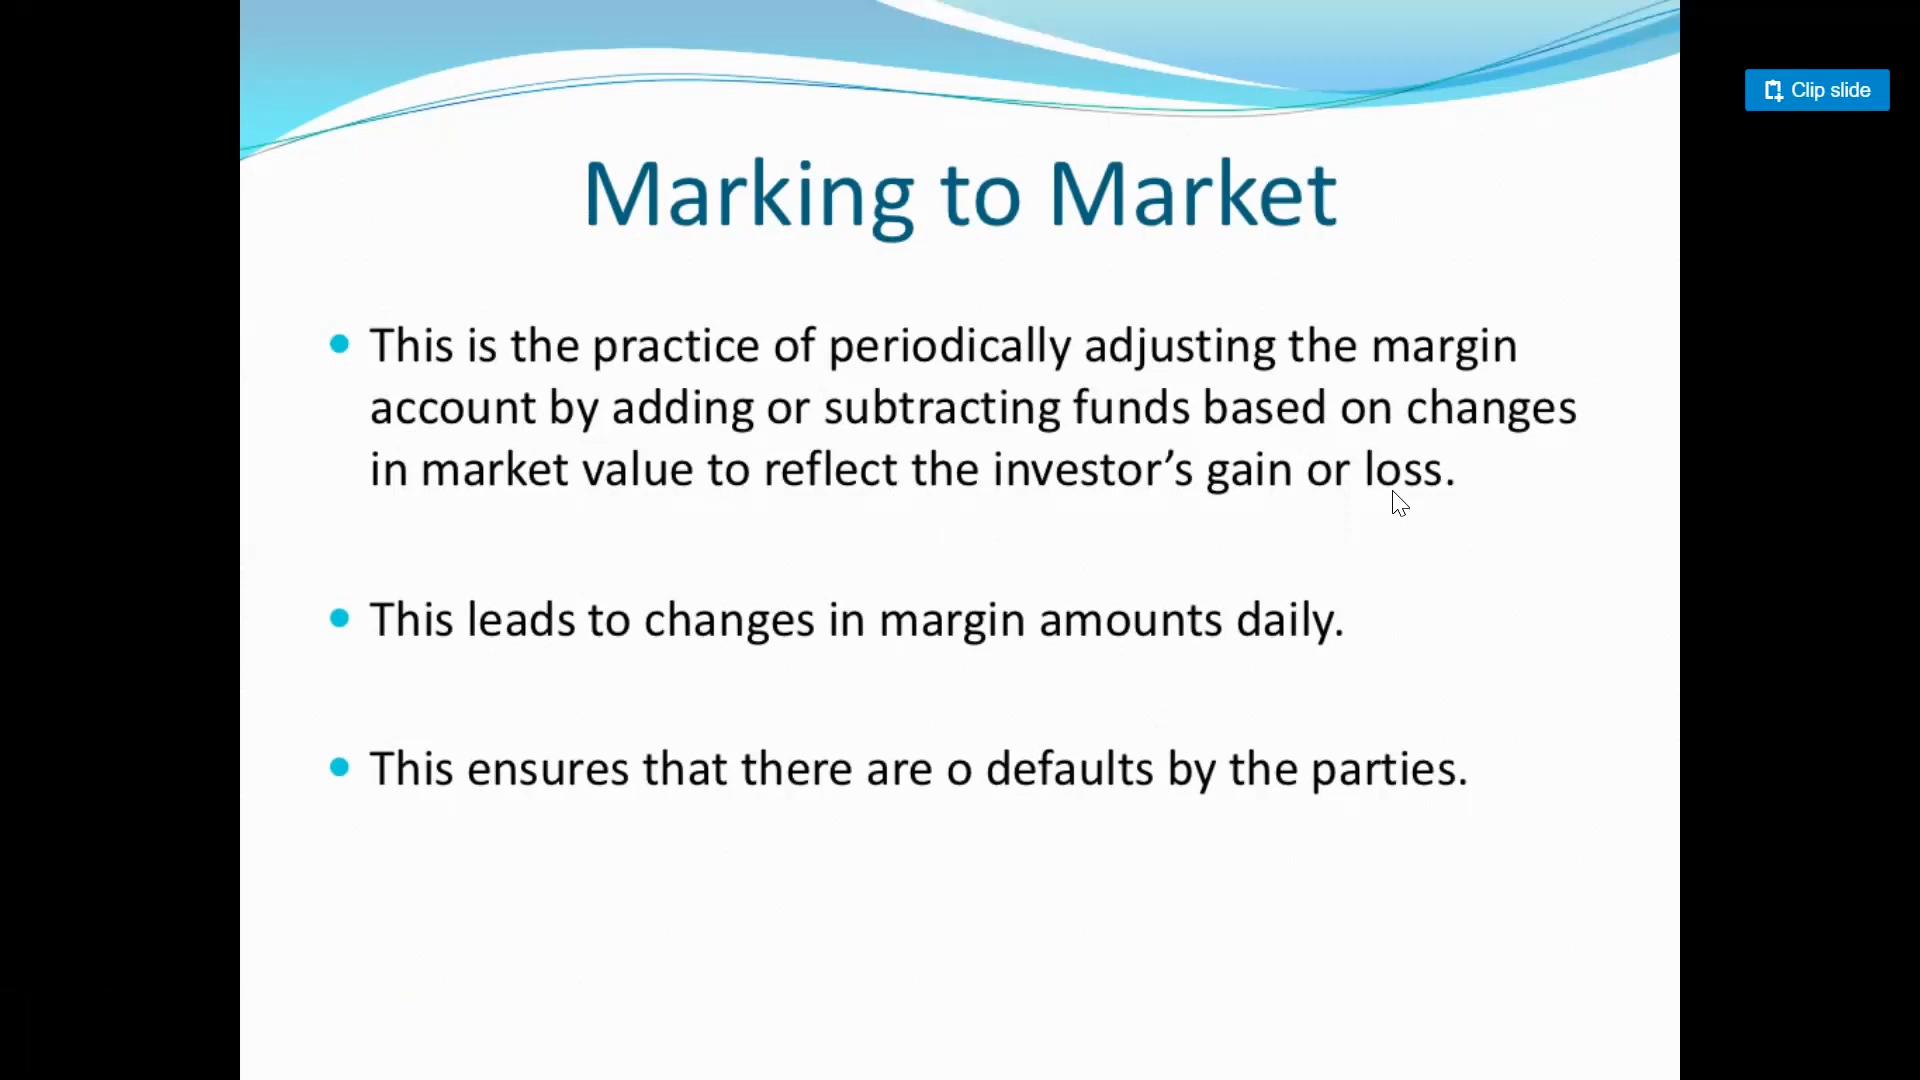 Clip slide
Marking to Market
This is the practice of periodically adjusting the margin
account by adding or subtracting funds based on changes
in market value to reflect the investor’s gain or loss.
This leads to changes in margin amounts daily.
This ensures that there are o defaults by the parties.